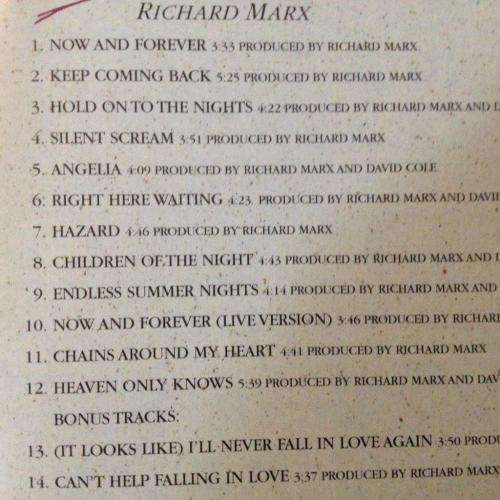 RICHARD MARX
1. NOW AND FOREVER 3:33 PRODUCED BY RICHARD MARX
2. KEEP COMING BACK 5:25 PRODUCED BY RICHARD MARX
3. HOLD ON TO THE NIGHTS 4:22 PRODUCED BY RICHARD MARX AND D
4. SILENT SCREAM 3:51 PRODUCED BY RICHARD MARX
5. ANGELIA 4:09 PRODUCED BY RICHARD MARX AND DAVID COLE
6. RIGHT HERE WAITING 4:23 PRODUCED BY RICHARD MARX AND DAVID
7. HAZARD 4:46 PRODUCED BY RICHARD MARX
8. CHILDREN OF THE NIGHT 4:43 PRODUCED BY RICHARD MARX AND D
9. ENDLESS SUMMER NIGHTS 4:14 PRODUCED BY RICHARD MARX AND
10. NOW AND FOREVER (LIVE VERSION) 3:46 PRODUCED BY RICHARD
11. CHAINS AROUND MY HEART 4:41 PRODUCED BY RICHARD MARX
12. HEAVEN ONLY KNOWS 5:39 PRODUCED BY RICHARD MARX AND DAV
BONUS TRACKS:
13. (IT LOOKS LIKE) I'LL NEVER FALL IN LOVE AGAIN 3:50 PRODU
14. CAN'T HELP FALLING IN LOVE 3:37 PRODUCED BY RICHARD MARX